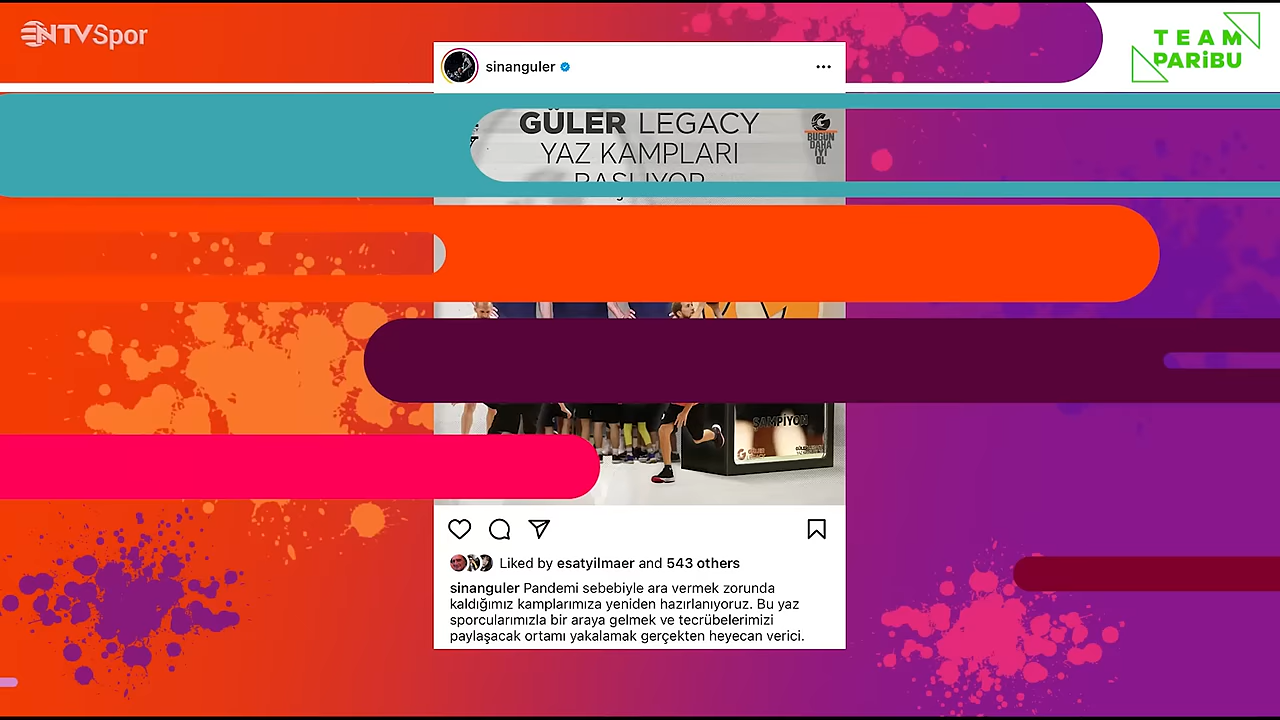 NTVSpor
TEAM
PARiBU
sinanguler
GÜLER LEGACY
YAZ KAMPLARI
BAŞLIYOR
BUGÜN
DAHA
İYİ
OL
ŞAMPİYON
Liked by esatyilmaer and 543 others
sinanguler Pandemi sebebiyle ara vermek zorunda
kaldığımız kamplarımıza yeniden hazırlanıyoruz. Bu yaz
sporcularımızla bir araya gelmek ve tecrübelerimizi
paylaşacak ortamı yakalamak gerçekten heyecan verici.